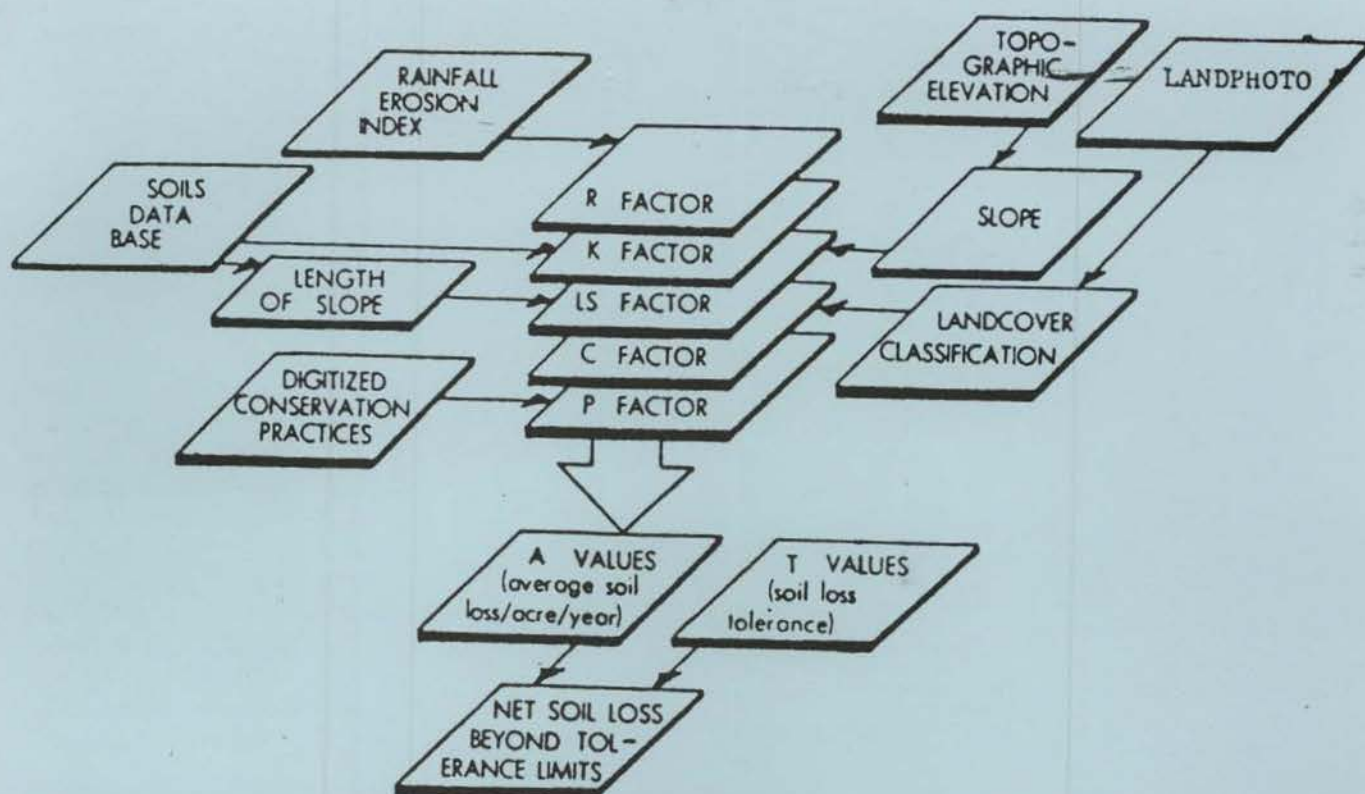 RAINFALL
EROSION
INDEX
TOPO-
GRAPHIC
ELEVATION
LANDPHOTO
SOILS
DATA
BASE
R FACTOR
SLOPE
K FACTOR
LENGTH
OF SLOPE
LS FACTOR
LANDCOVER
CLASSIFICATION
C FACTOR
DIGITIZED
CONSERVATION
PRACTICES
P FACTOR
A VALUES
(average soil
loss/acre/year)
T VALUES
(soil loss
tolerance)
NET SOIL LOSS
BEYOND TOL-
ERANCE LIMITS